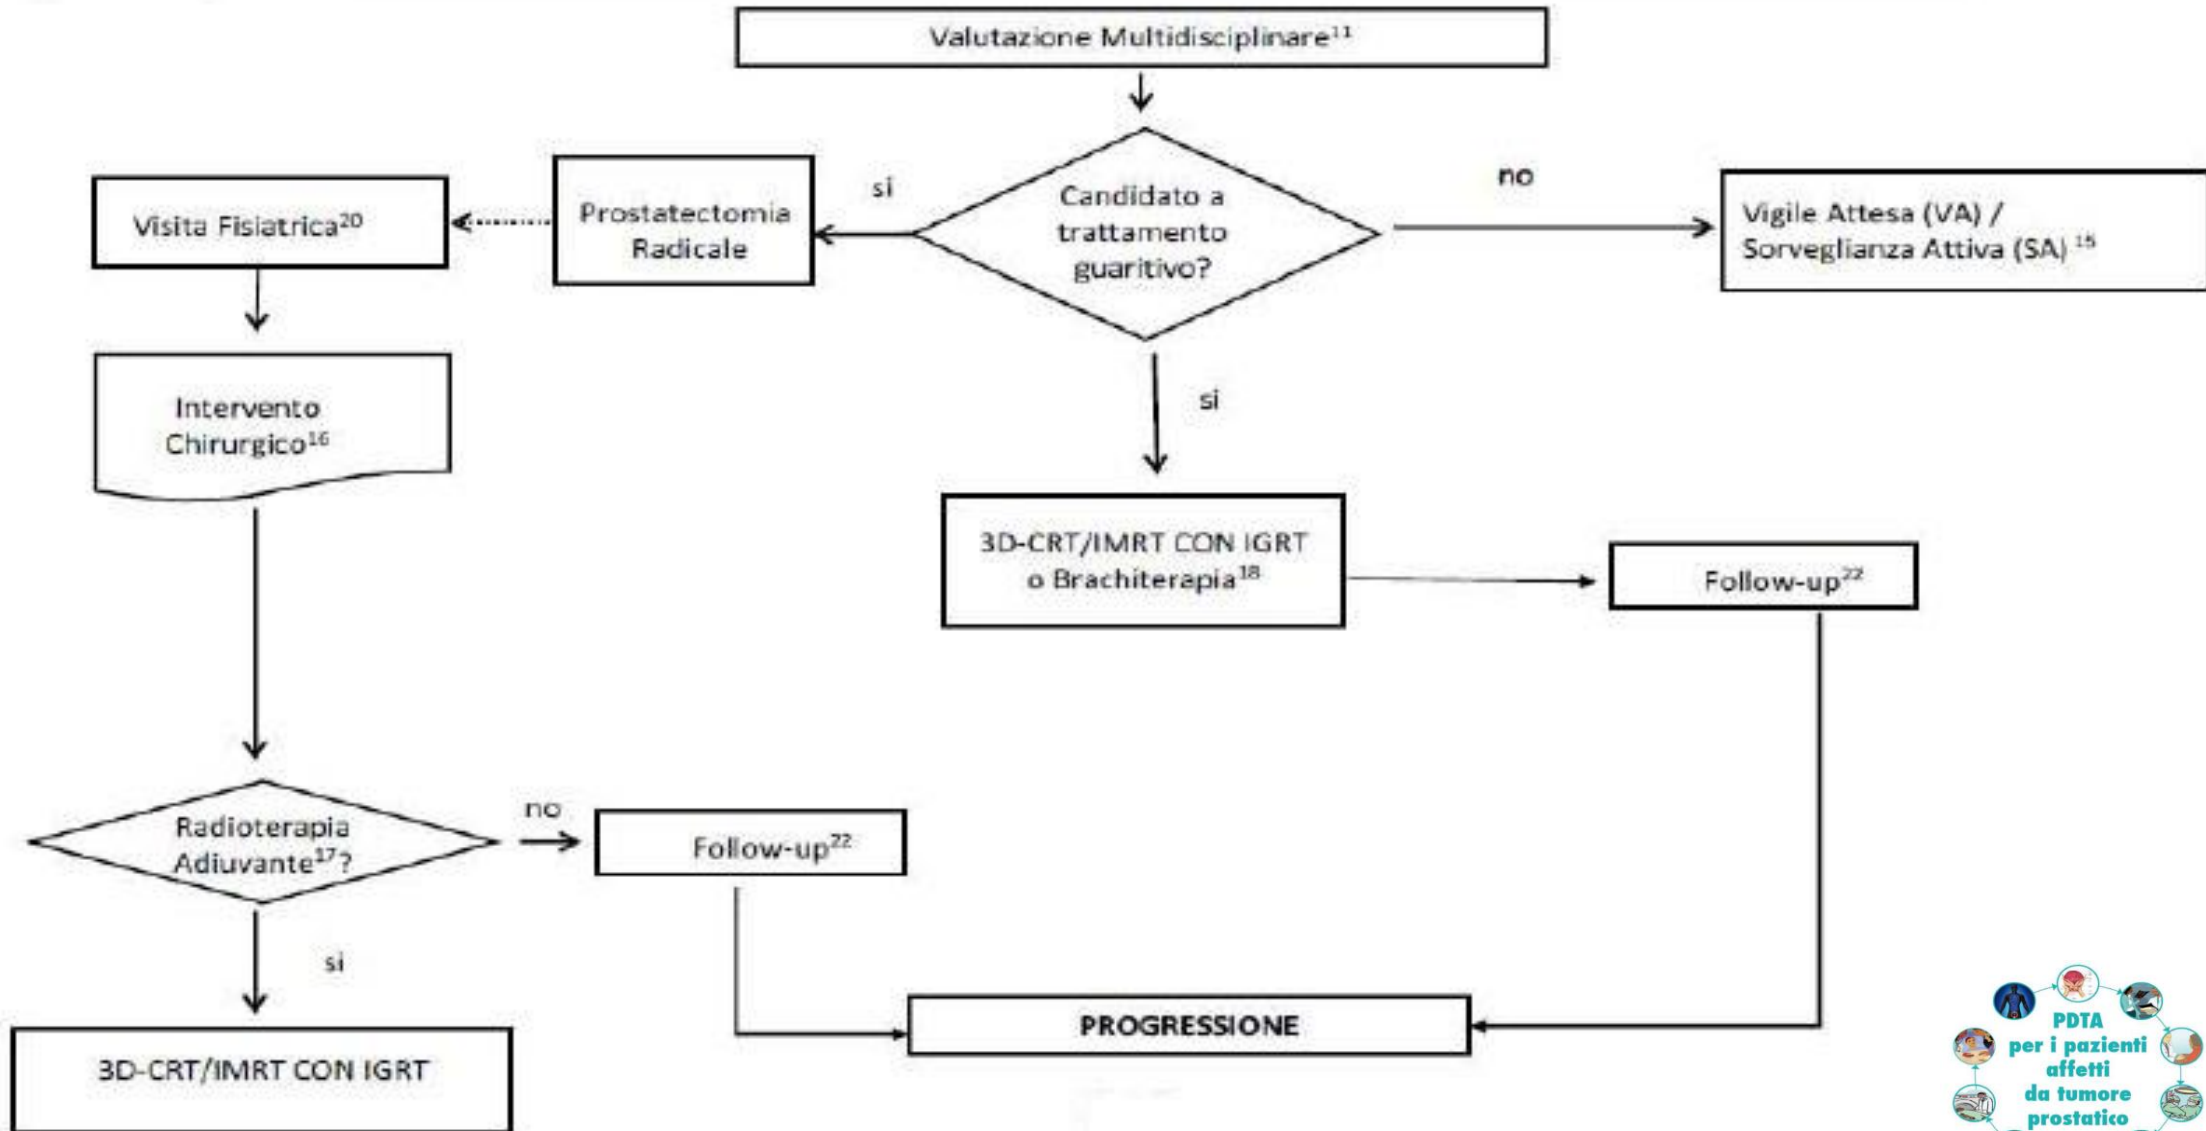 Valutazione Multidisciplinare¹¹
Candidato a
trattamento
guaritivo?
si
no
si
Prostatectomia
Radicale
Visita Fisiatrica²⁰
Vigile Attesa (VA) /
Sorveglianza Attiva (SA) ¹⁵
Intervento
Chirurgico¹⁶
3D-CRT/IMRT CON IGRT
o Brachiterapia¹⁸
Follow-up²²
Radioterapia
Adiuvante¹⁷?
no
Follow-up²²
si
PROGRESSIONE
3D-CRT/IMRT CON IGRT
PDTA
per i pazienti
affetti
da tumore
prostatico